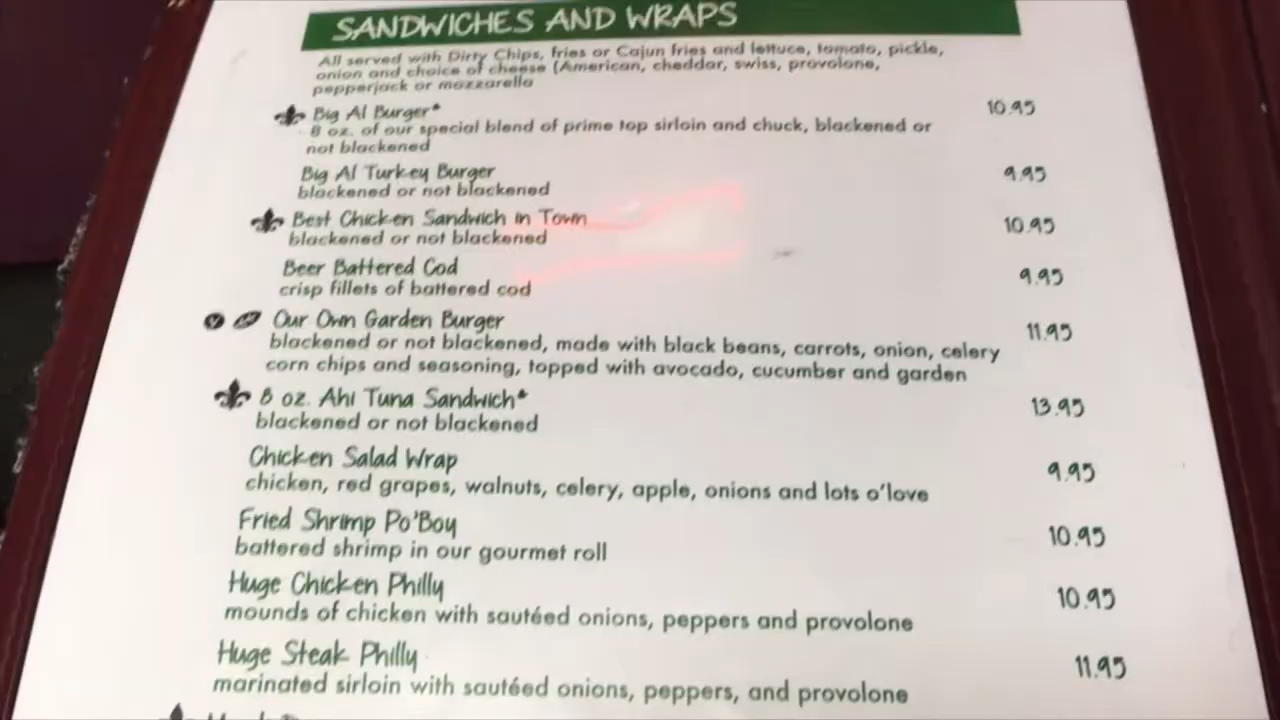 SANDWICHES AND WRAPS
All served with Dirty Chips, fries or Cajun fries and lettuce, tomato, pickle,
onion and choice of cheese (American, cheddar, swiss, provolone,
pepperjack or mozzarella
Big Al Burger* 10.95
8 oz. of our special blend of prime top sirloin and chuck, blackened or
not blackened
Big Al Turkey Burger 9.95
blackened or not blackened
Best Chicken Sandwich in Town 10.95
blackened or not blackened
Beer Battered Cod 9.95
crisp fillets of battered cod
Our Own Garden Burger 11.95
blackened or not blackened, made with black beans, carrots, onion, celery
corn chips and seasoning, topped with avocado, cucumber and garden
8 oz. Ahi Tuna Sandwich* 13.95
blackened or not blackened
Chicken Salad Wrap 9.95
chicken, red grapes, walnuts, celery, apple, onions and lots o'love
Fried Shrimp Po'Boy 10.95
battered shrimp in our gourmet roll
Huge Chicken Philly 10.95
mounds of chicken with sautéed onions, peppers and provolone
Huge Steak Philly 11.95
marinated sirloin with sautéed onions, peppers, and provolone